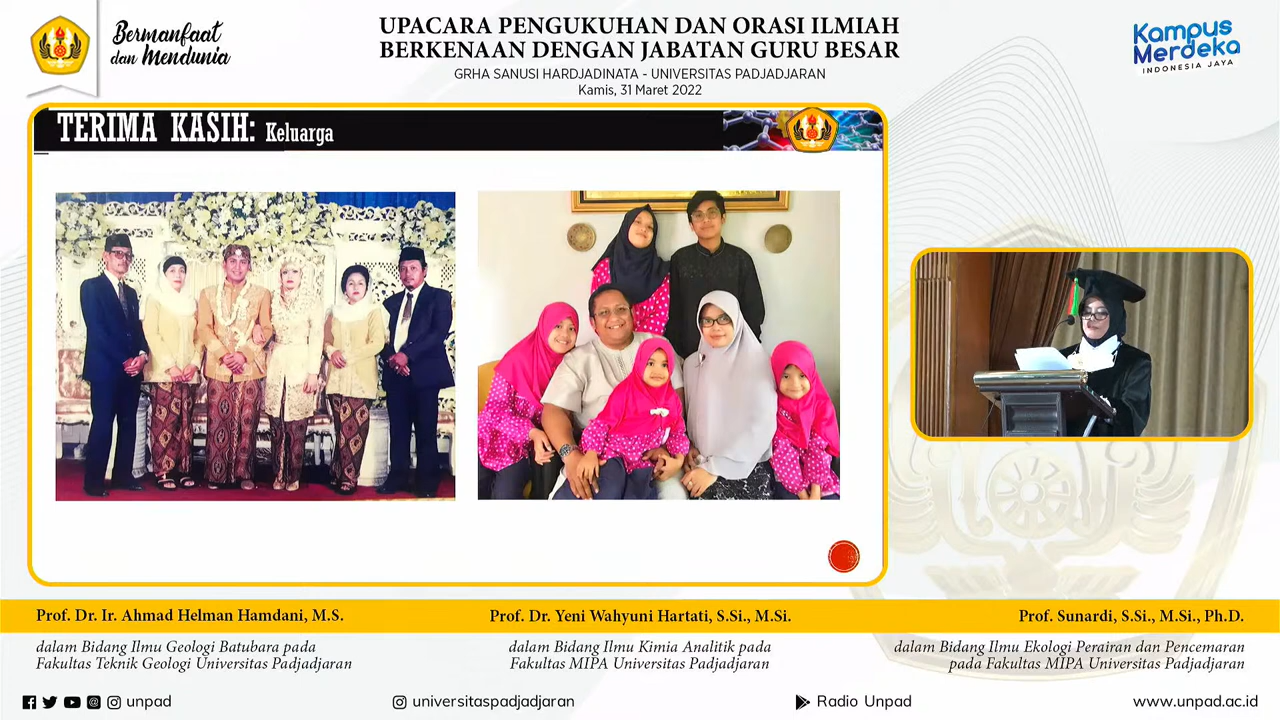 Bermanfaat
dan Mendunia
UPACARA PENGUKUHAN DAN ORASI ILMIAH
BERKENAAN DENGAN JABATAN GURU BESAR
GRHA SANUSI HARDJADINATA - UNIVERSITAS PADJADJARAN
Kamis, 31 Maret 2022
Kampus
Merdeka
INDONESIA JAYA
TERIMA KASIH: Keluarga
Prof. Dr. Ir. Ahmad Helman Hamdani, M.S.
dalam Bidang Ilmu Geologi Batubara pada
Fakultas Teknik Geologi Universitas Padjadjaran
Prof. Dr. Yeni Wahyuni Hartati, S.Si., M.Si.
dalam Bidang Ilmu Kimia Analitik pada
Fakultas MIPA Universitas Padjadjaran
Prof. Sunardi, S.Si., M.Si., Ph.D.
dalam Bidang Ilmu Ekologi Perairan dan Pencemaran
pada Fakultas MIPA Universitas Padjadjaran
unpad
universitaspadjadjaran
Radio Unpad
www.unpad.ac.id